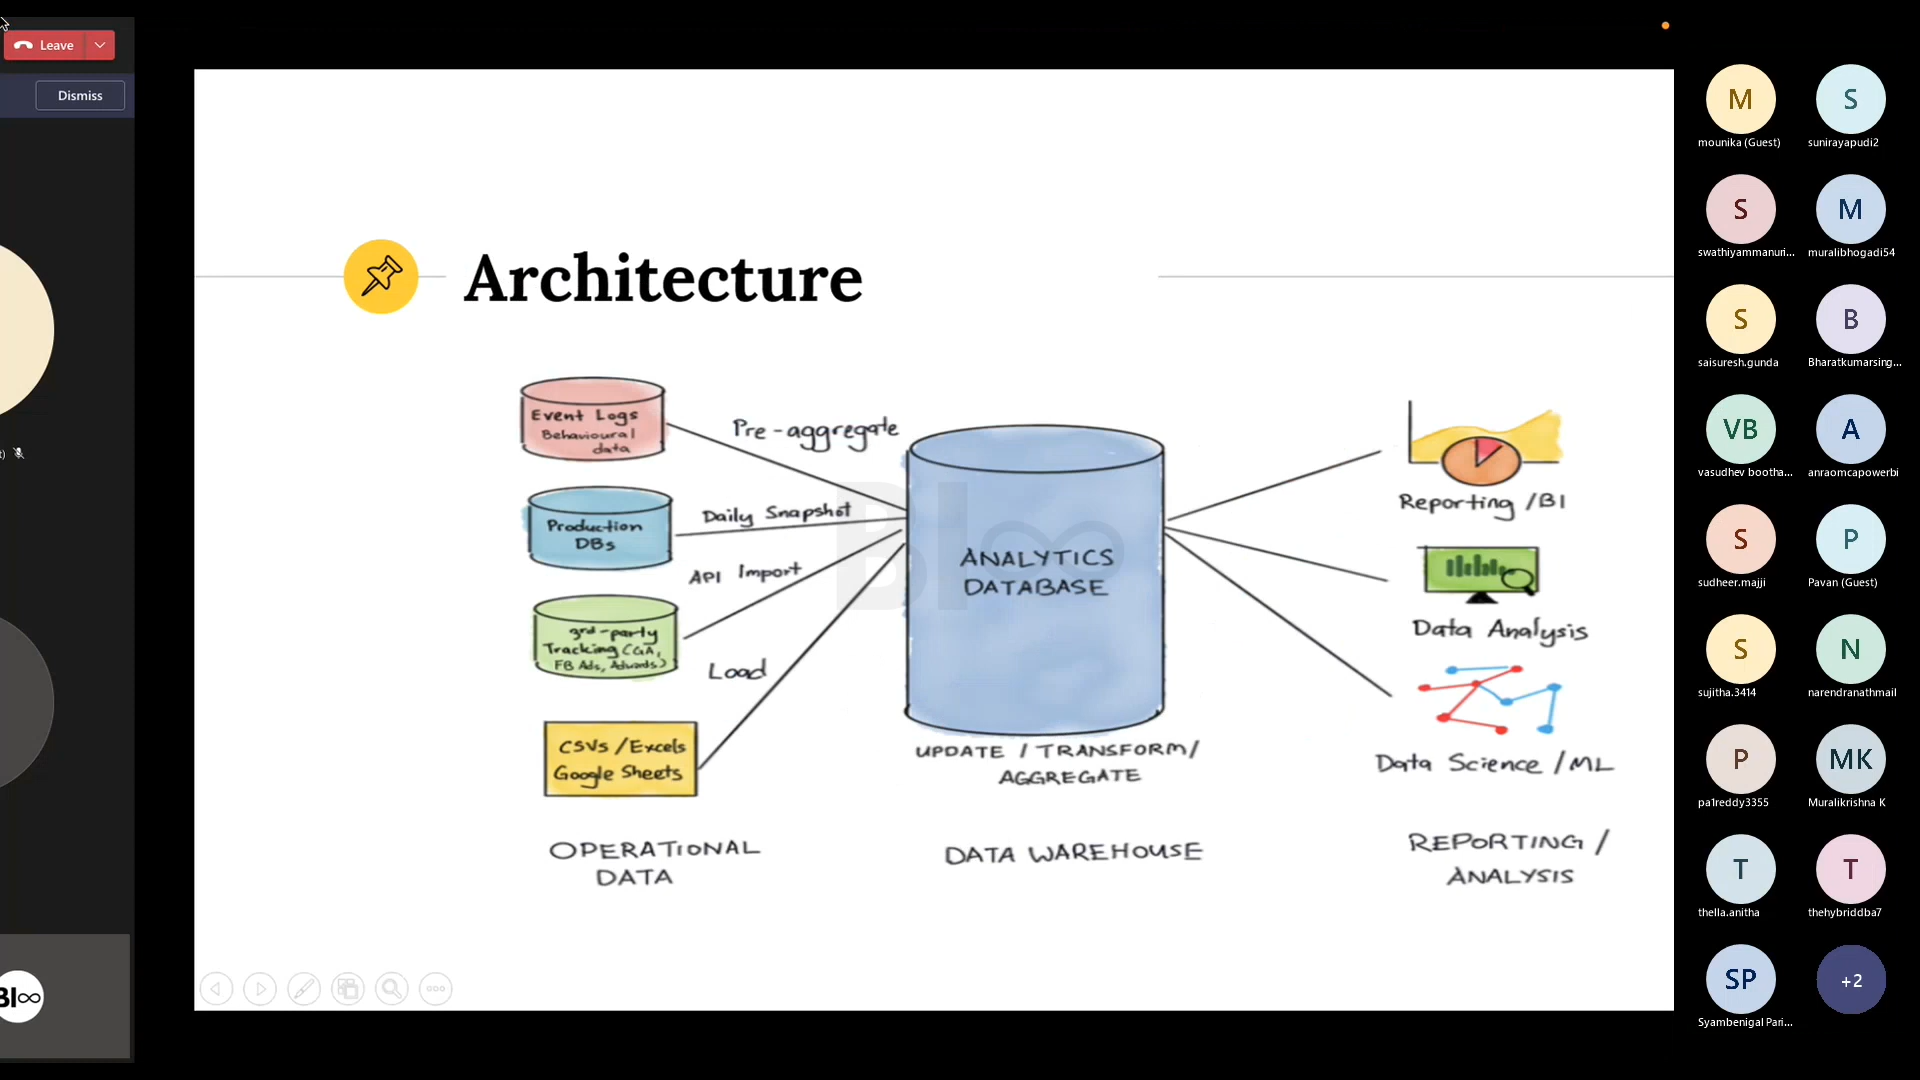 Leave
Dismiss
t)
BI∞
Architecture
Event Logs
Behavioural
data
Pre-aggregate
Production
DBs
Daily Snapshot
API Import
3rd-party
Tracking (GA,
FB Ads, Adwords)
Load
CSVs / Excels
Google Sheets
OPERATIONAL
DATA
BI∞
ANALYTICS
DATABASE
UPDATE / TRANSFORM /
AGGREGATE
DATA WAREHOUSE
Reporting / BI
Data Analysis
Data Science / ML
REPORTING /
ANALYSIS
M
S
mounika (Guest)
sunirayapudi2
S
M
swathiyammanuri...
muralibhogadi54
S
B
saisuresh.gunda
Bharatkumarsing...
VB
A
vasudhev bootha...
anraomcapowerbi
S
P
sudheer.majji
Pavan (Guest)
S
N
sujitha.3414
narendranathmail
P
MK
pa1reddy3355
Muralikrishna K
T
T
thella.anitha
thehybriddba7
SP
+2
Syambenigal Pari...